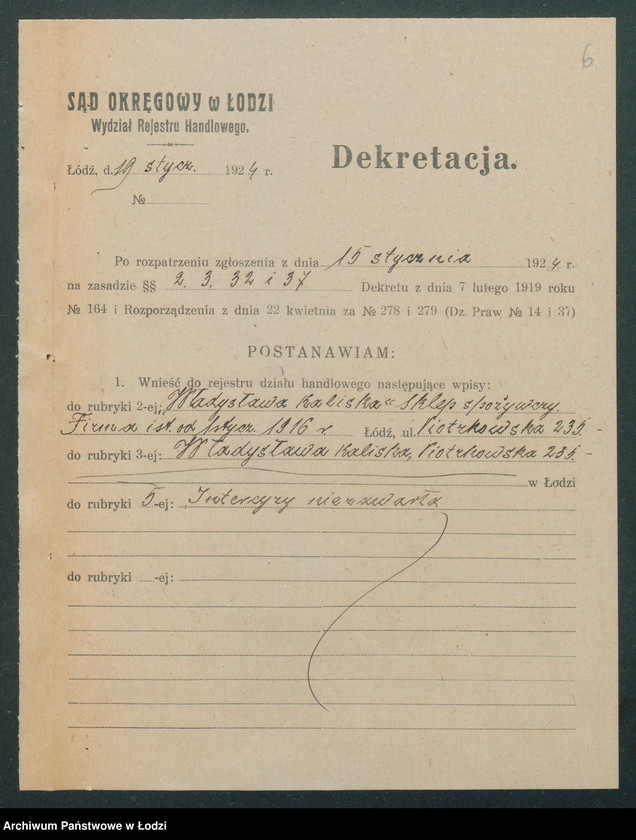 6.
SĄD OKRĘGOWY w ŁODZI
Wydział Rejestru Handlowego.
Dekretacja.
Łódź, d. 19 stycz. 1924 r.
№
Po rozpatrzeniu zgłoszenia z dnia 15 stycznia 1924 r.
na zasadzie §§ 2. 3. 32 i 37 Dekretu z dnia 7 lutego 1919 roku
№ 164 i Rozporządzenia z dnia 22 kwietnia za № 278 i 279 (Dz. Praw № 14 i 37)
POSTANAWIAM:
1. Wnieść do rejestru działu handlowego następujące wpisy:
do rubryki 2-ej: „Władysława Kaliska" Sklep spożywczy.
Firma ist. od 1 stycz. 1916 r Łódź, ul. Piotrkowska 235. -
do rubryki 3-ej: Władysława Kaliska, Piotrkowska 235. -
w Łodzi
do rubryki 5-ej: Intercyzy niezawarła
do rubryki -ej:
Archiwum Państwowe w Łodzi